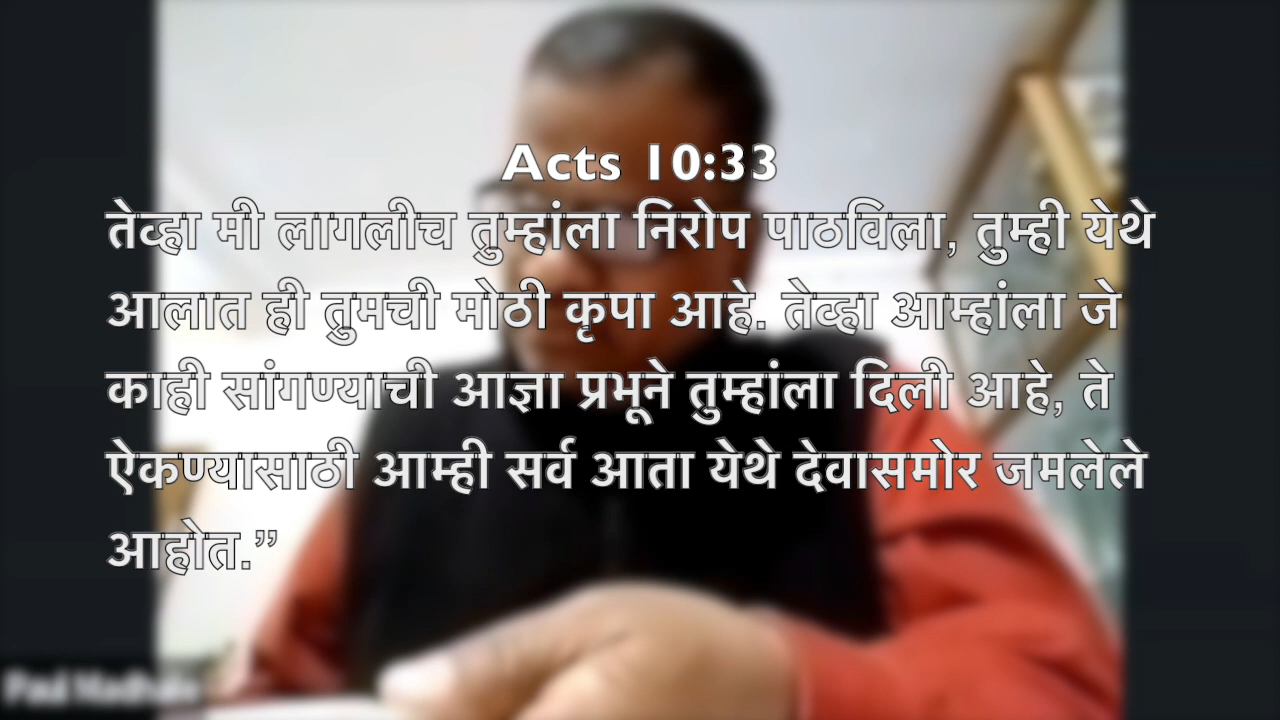 Acts 10:33
तेव्हा मी लागलीच तुम्हांला निरोप पाठविला, तुम्ही येथे
आलात ही तुमची मोठी कृपा आहे. तेव्हा आम्हांला जे
काही सांगण्याची आज्ञा प्रभूने तुम्हांला दिली आहे, ते
ऐकण्यासाठी आम्ही सर्व आता येथे देवासमोर जमलेले
आहोत.”